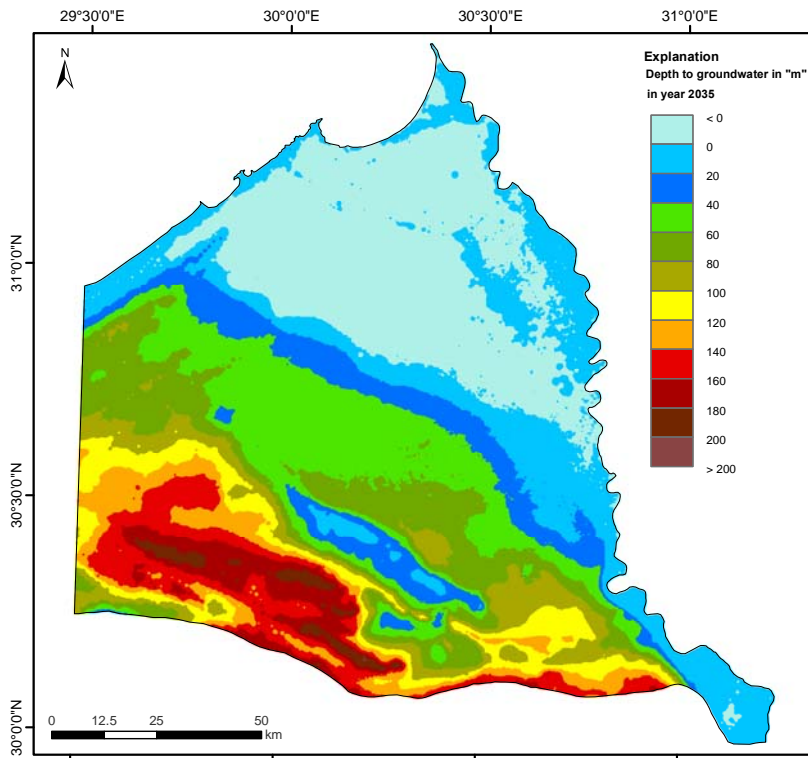 29°30'0"E 30°0'0"E 30°30'0"E 31°0'0"E
N
Explanation
Depth to groundwater in "m"
in year 2035
< 0
0
20
40
60
80
100
120
140
160
180
200
> 200
31°0'0"N
30°30'0"N
30°0'0"N
0 12.5 25 50
km